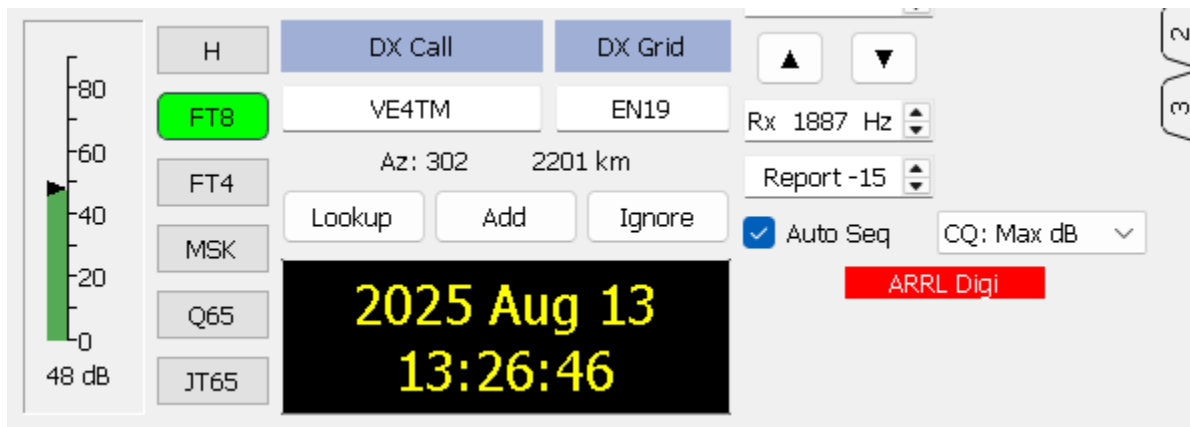 80
60
40
20
0
48 dB
H
FT8
FT4
MSK
Q65
JT65
DX Call DX Grid
VE4TM EN19
Az: 302 2201 km
Lookup Add Ignore
2025 Aug 13
13:26:46
▲ ▼
Rx 1887 Hz
Report -15
Auto Seq CQ: Max dB
ARRL Digi
2
3